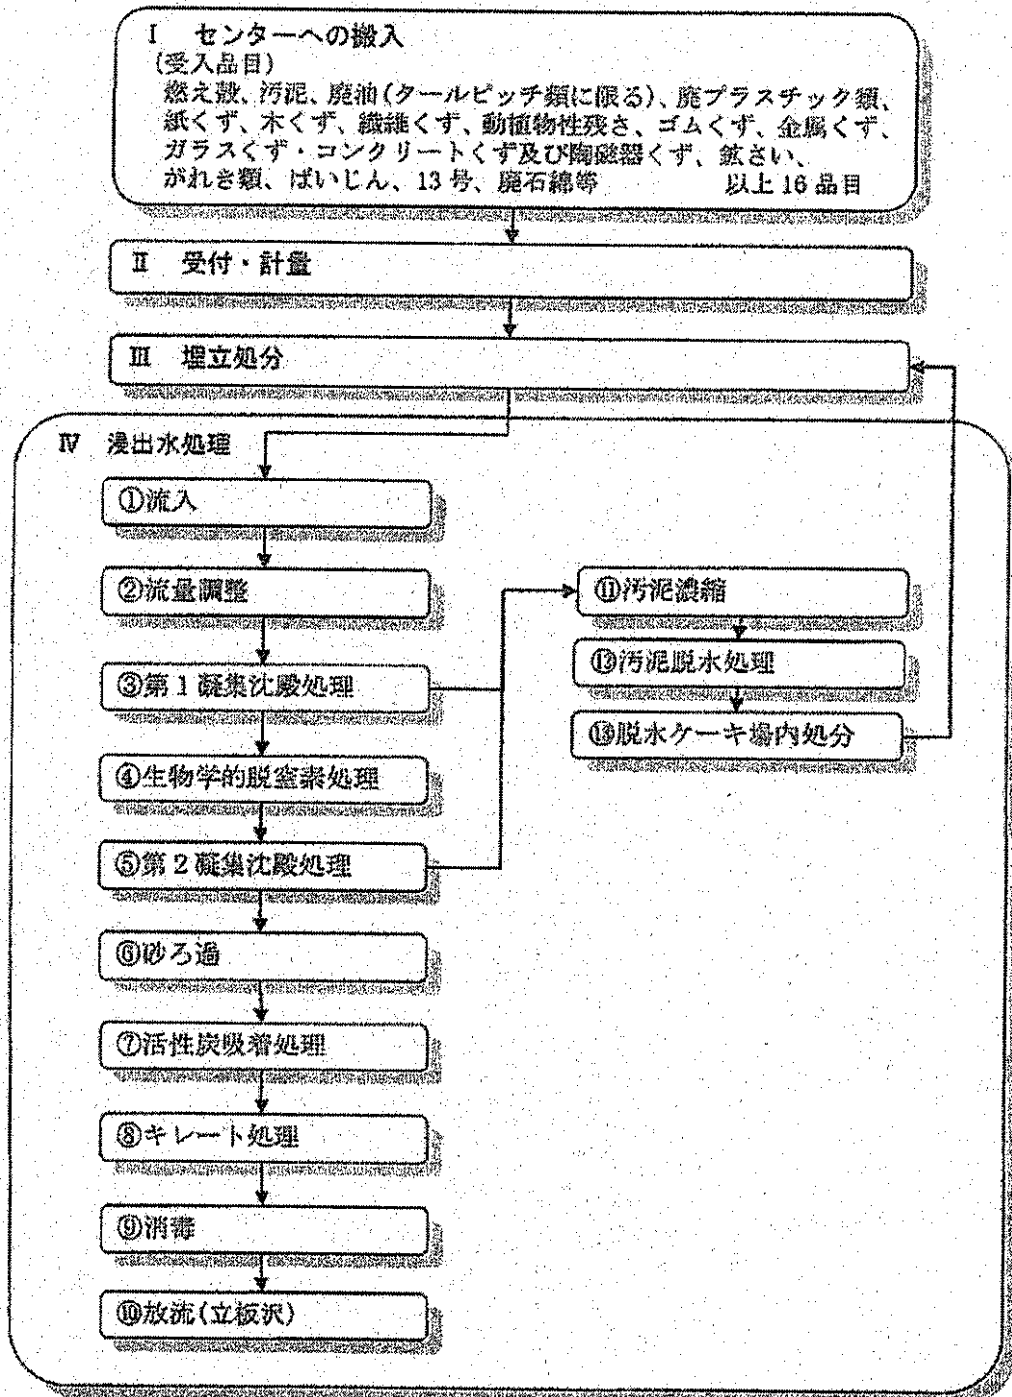 Ⅰ　センターへの搬入
(受入品目)
燃え殻、汚泥、廃油(タールピッチ類に限る)、廃プラスチック類、
紙くず、木くず、繊維くず、動植物性残さ、ゴムくず、金属くず、
ガラスくず・コンクリートくず及び陶磁器くず、鉱さい、
がれき類、ばいじん、13号、廃石綿等　　以上16品目
Ⅱ　受付・計量
Ⅲ　埋立処分
Ⅳ　浸出水処理
①流入
②流量調整
③第1凝集沈殿処理
④生物学的脱窒素処理
⑤第2凝集沈殿処理
⑥砂ろ過
⑦活性炭吸着処理
⑧キレート処理
⑨消毒
⑩放流(立板沢)
⑪汚泥濃縮
⑫汚泥脱水処理
⑬脱水ケーキ場内処分